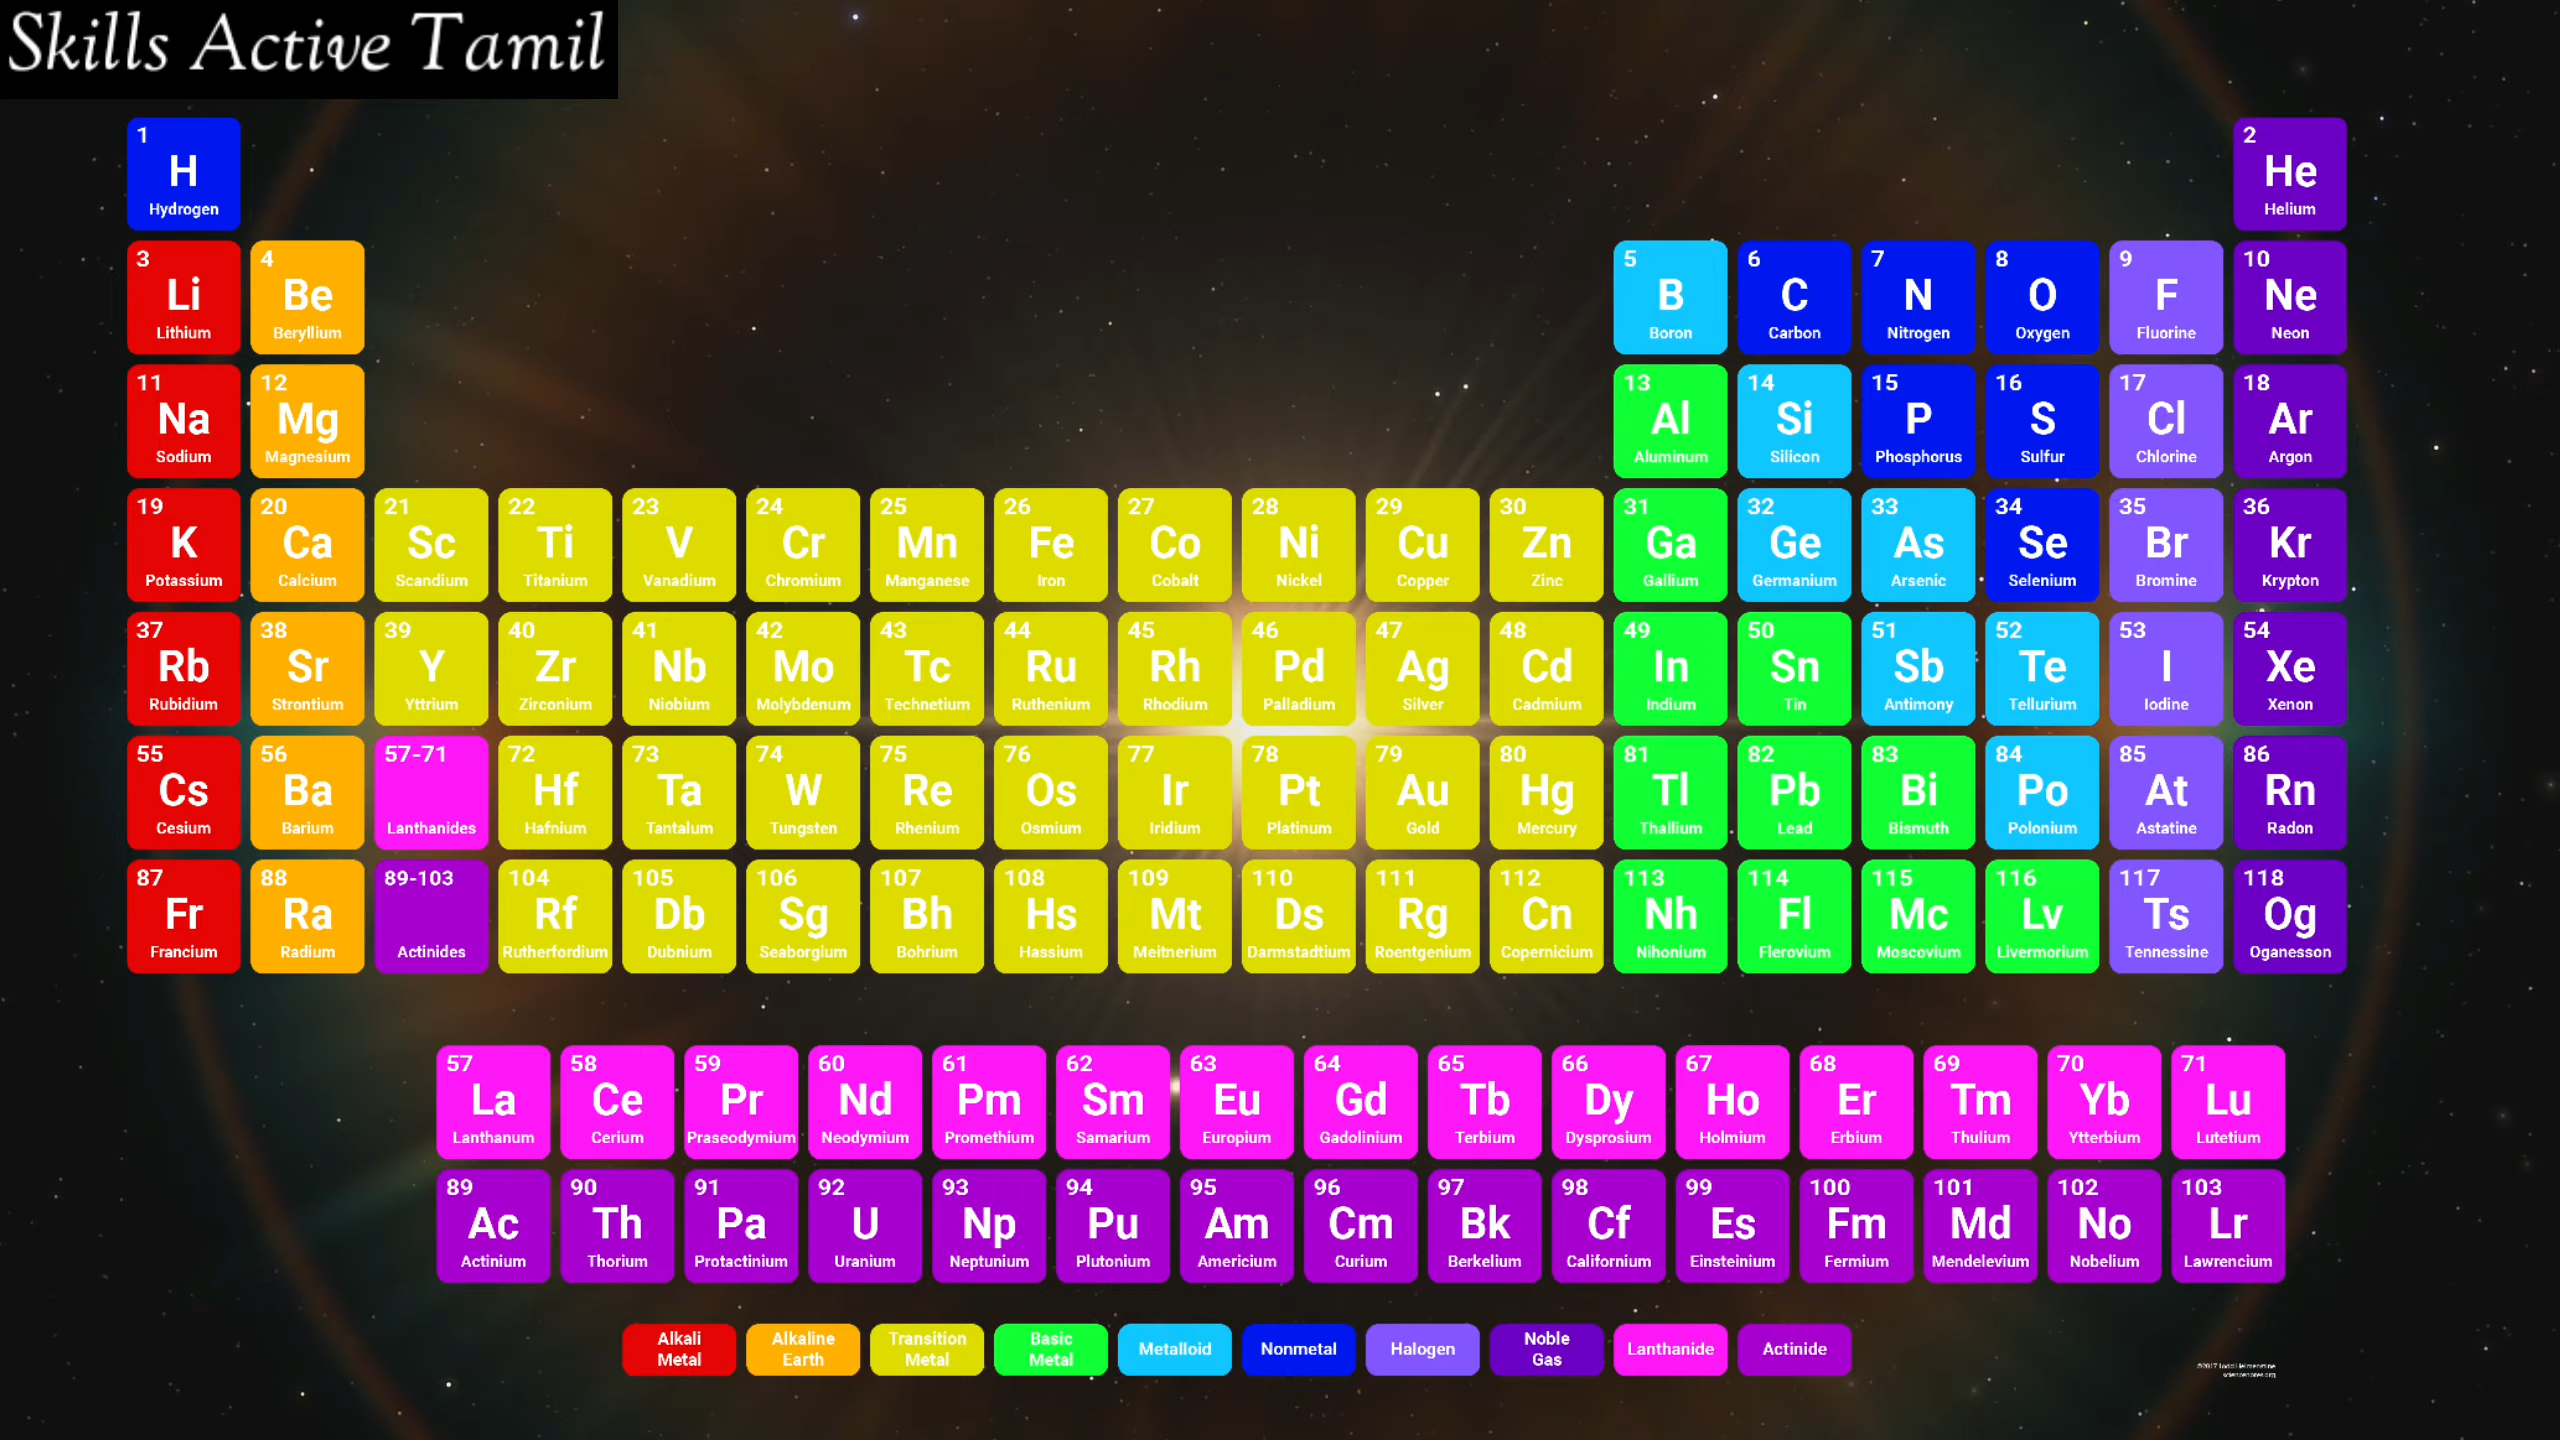 Skills Active Tamil
1 2
H He
Hydrogen Helium
3 4 5 6 7 8 9 10
Li Be B C N O F Ne
Lithium Beryllium Boron Carbon Nitrogen Oxygen Fluorine Neon
11 12 13 14 15 16 17 18
Na Mg Al Si P S Cl Ar
Sodium Magnesium Aluminum Silicon Phosphorus Sulfur Chlorine Argon
19 20 21 22 23 24 25 26 27 28 29 30 31 32 33 34 35 36
K Ca Sc Ti V Cr Mn Fe Co Ni Cu Zn Ga Ge As Se Br Kr
Potassium Calcium Scandium Titanium Vanadium Chromium Manganese Iron Cobalt Nickel Copper Zinc Gallium Germanium Arsenic Selenium Bromine Krypton
37 38 39 40 41 42 43 44 45 46 47 48 49 50 51 52 53 54
Rb Sr Y Zr Nb Mo Tc Ru Rh Pd Ag Cd In Sn Sb Te I Xe
Rubidium Strontium Yttrium Zirconium Niobium Molybdenum Technetium Ruthenium Rhodium Palladium Silver Cadmium Indium Tin Antimony Tellurium Iodine Xenon
55 56 57-71 72 73 74 75 76 77 78 79 80 81 82 83 84 85 86
Cs Ba Hf Ta W Re Os Ir Pt Au Hg Tl Pb Bi Po At Rn
Cesium Barium Lanthanides Hafnium Tantalum Tungsten Rhenium Osmium Iridium Platinum Gold Mercury Thallium Lead Bismuth Polonium Astatine Radon
87 88 89-103 104 105 106 107 108 109 110 111 112 113 114 115 116 117 118
Fr Ra Rf Db Sg Bh Hs Mt Ds Rg Cn Nh Fl Mc Lv Ts Og
Francium Radium Actinides Rutherfordium Dubnium Seaborgium Bohrium Hassium Meitnerium Darmstadtium Roentgenium Copernicium Nihonium Flerovium Moscovium Livermorium Tennessine Oganesson
57 58 59 60 61 62 63 64 65 66 67 68 69 70 71
La Ce Pr Nd Pm Sm Eu Gd Tb Dy Ho Er Tm Yb Lu
Lanthanum Cerium Praseodymium Neodymium Promethium Samarium Europium Gadolinium Terbium Dysprosium Holmium Erbium Thulium Ytterbium Lutetium
89 90 91 92 93 94 95 96 97 98 99 100 101 102 103
Ac Th Pa U Np Pu Am Cm Bk Cf Es Fm Md No Lr
Actinium Thorium Protactinium Uranium Neptunium Plutonium Americium Curium Berkelium Californium Einsteinium Fermium Mendelevium Nobelium Lawrencium
Alkali Metal
Alkaline Earth
Transition Metal
Basic Metal
Metalloid
Nonmetal
Halogen
Noble Gas
Lanthanide
Actinide
©2017
sciencenotes.org